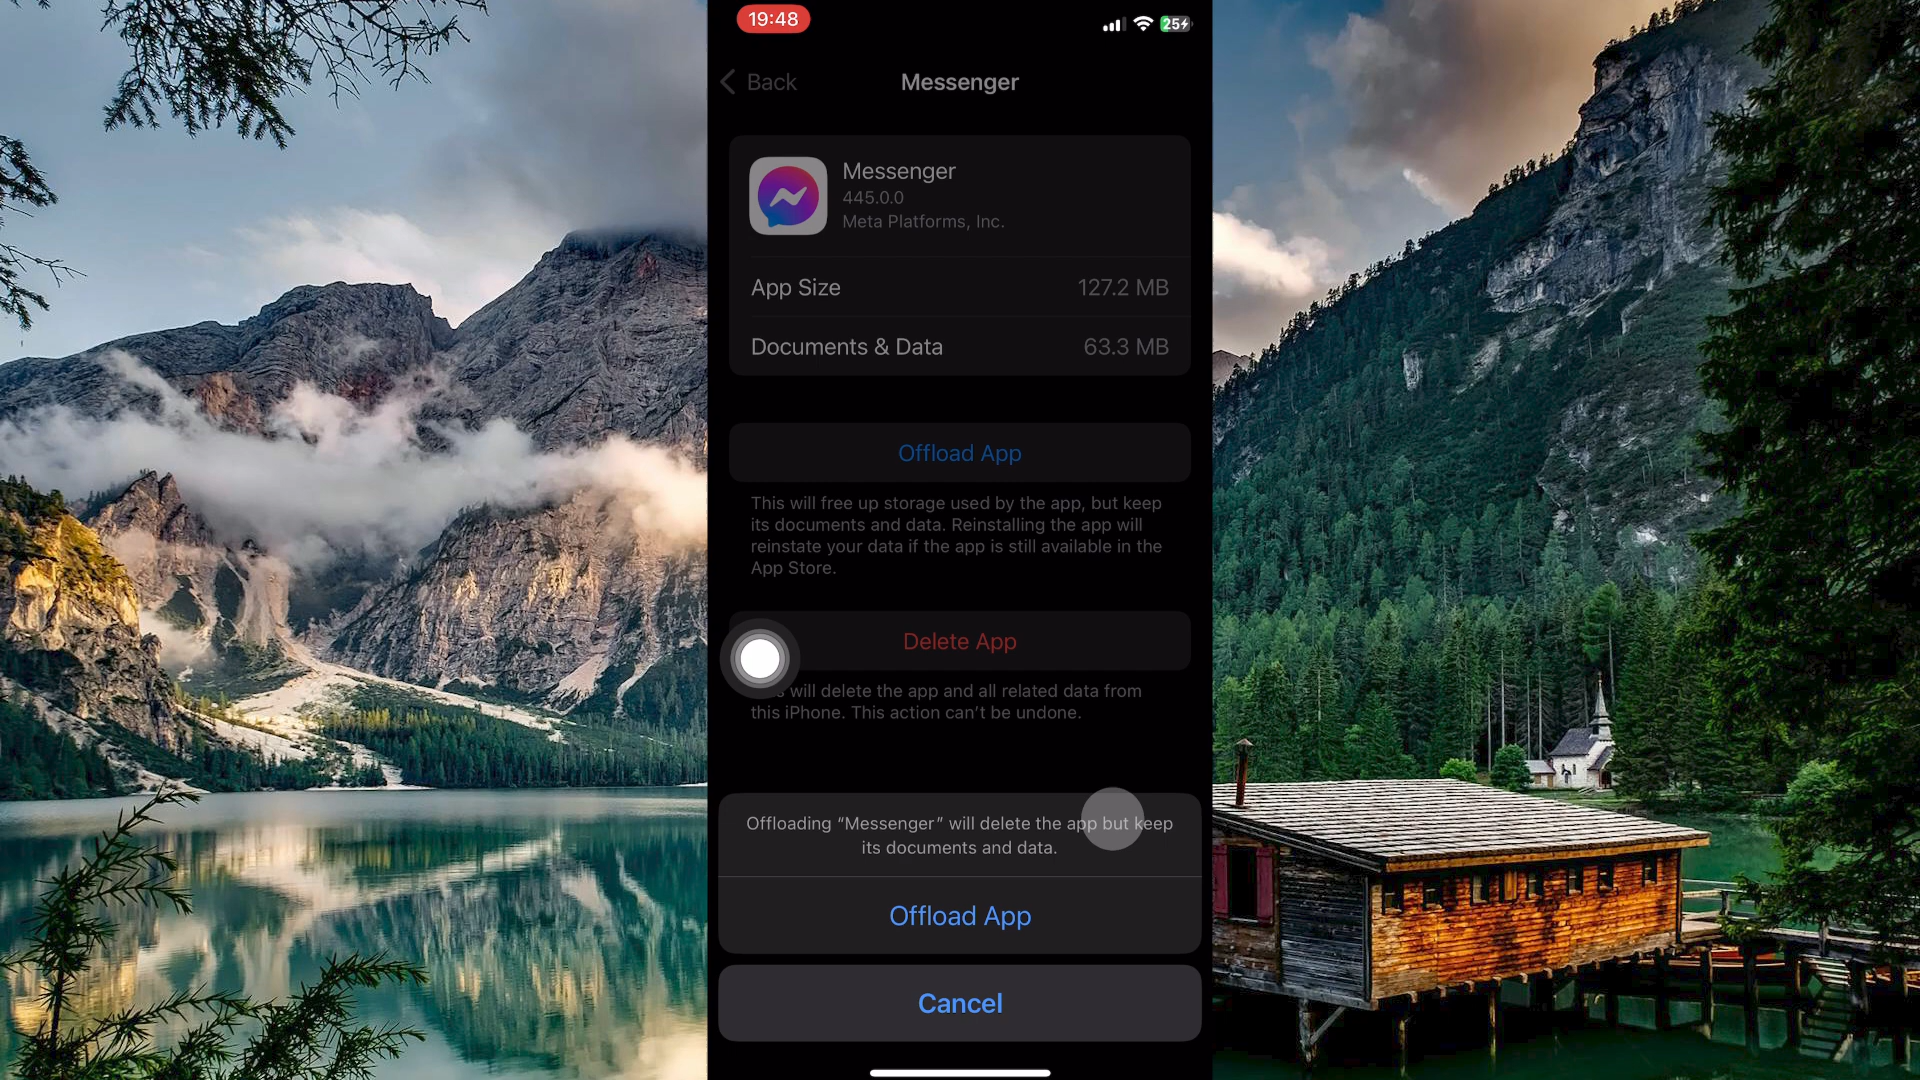 19:48
25
Back
Messenger
Messenger
445.0.0
Meta Platforms, Inc.
App Size 127.2 MB
Documents & Data 63.3 MB
Offload App
This will free up storage used by the app, but keep
its documents and data. Reinstalling the app will
reinstate your data if the app is still available in the
App Store.
Delete App
will delete the app and all related data from
this iPhone. This action can't be undone.
Offloading “Messenger” will delete the app but keep
its documents and data.
Offload App
Cancel